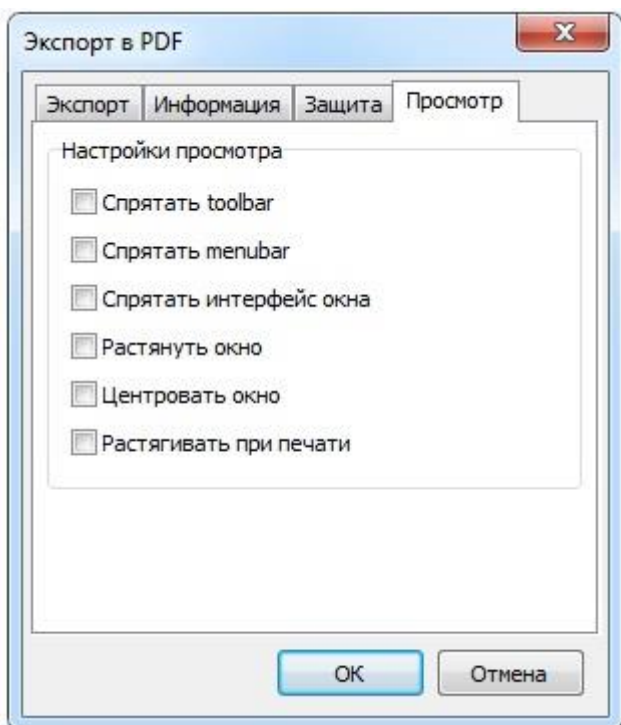 Экспорт в PDF
Экспорт Информация Защита Просмотр
Настройки просмотра
Спрятать toolbar
Спрятать menubar
Спрятать интерфейс окна
Растянуть окно
Центровать окно
Растягивать при печати
ОК Отмена